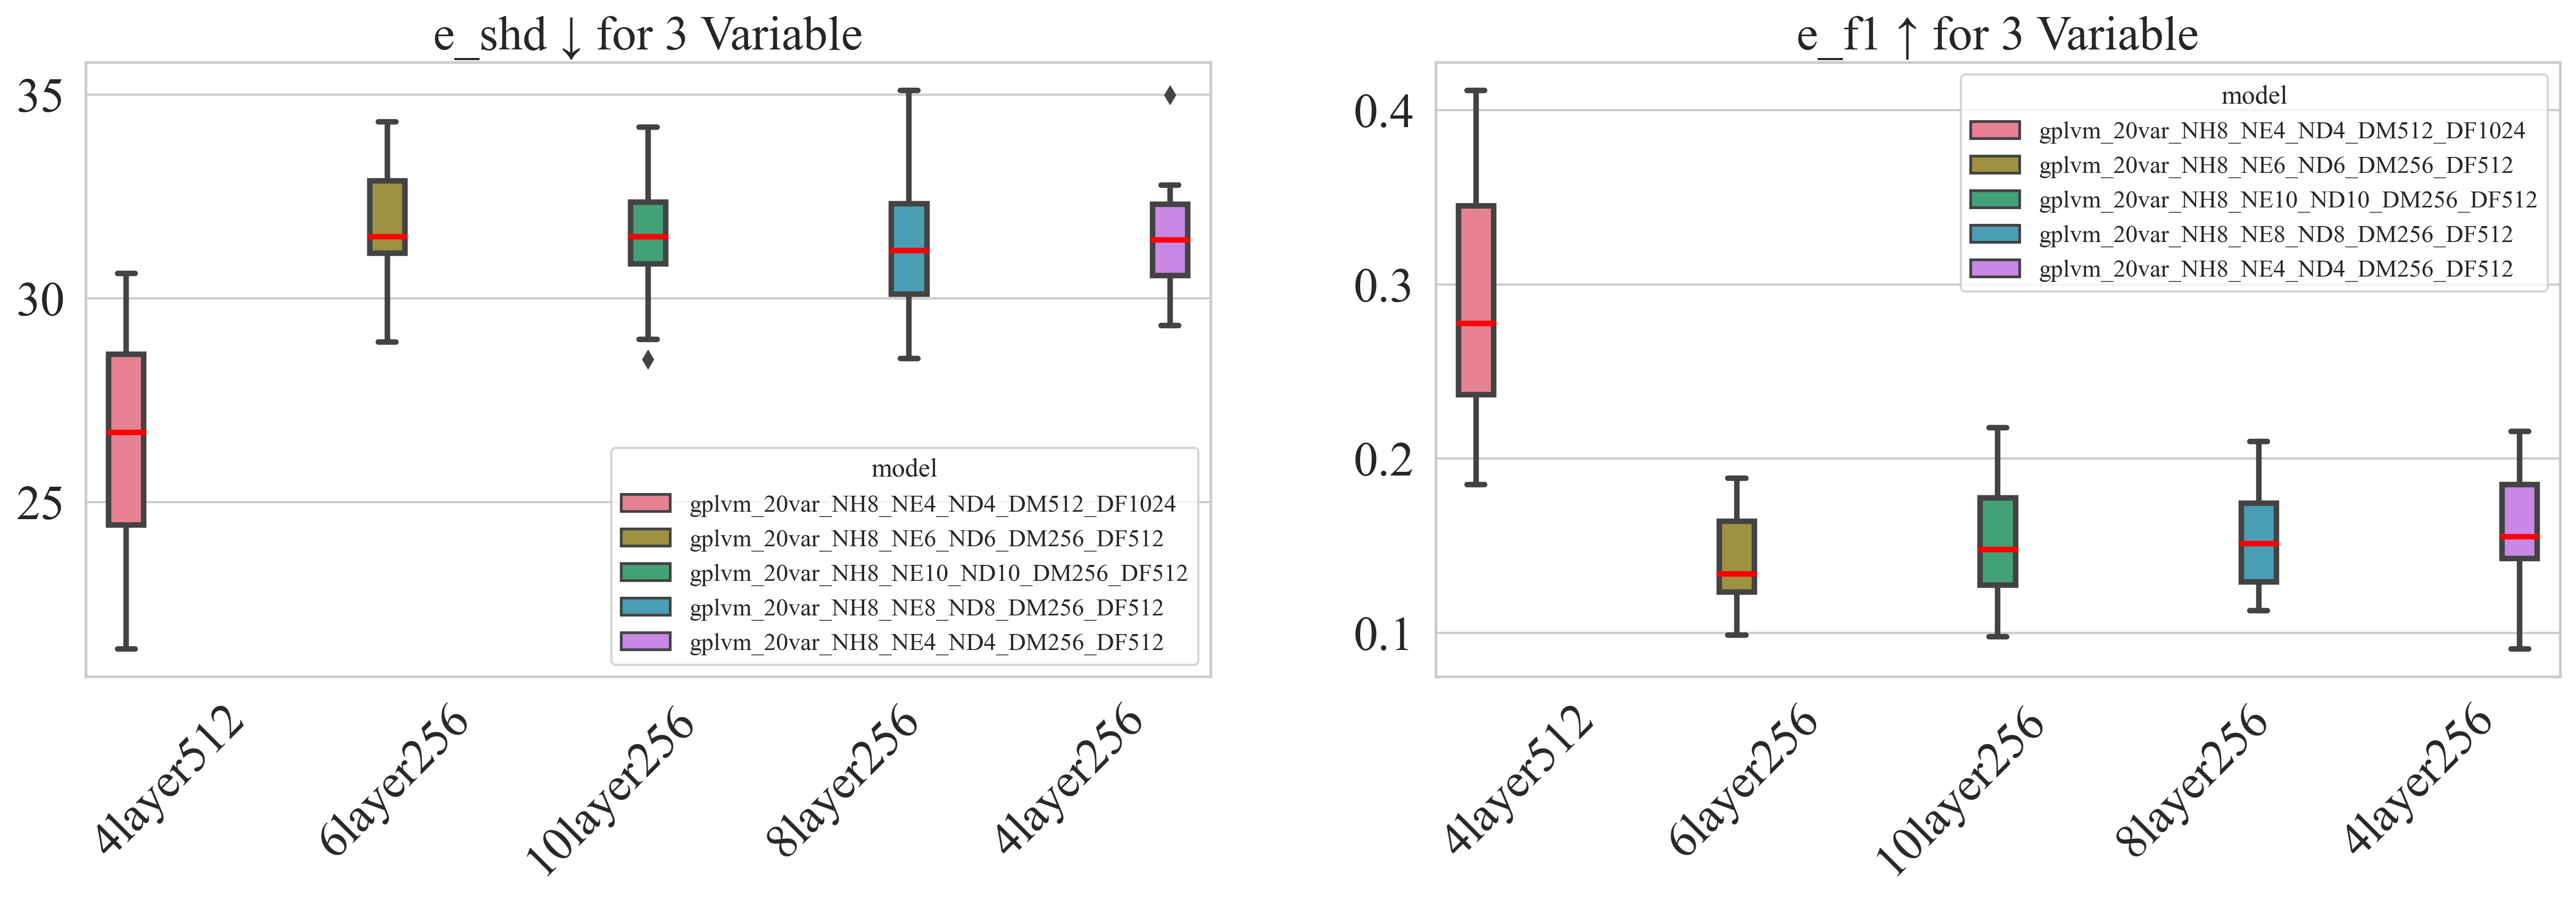 e_shd ↓ for 3 Variable
35
30
25
model
gplvm_20var_NH8_NE4_ND4_DM512_DF1024
gplvm_20var_NH8_NE6_ND6_DM256_DF512
gplvm_20var_NH8_NE10_ND10_DM256_DF512
gplvm_20var_NH8_NE8_ND8_DM256_DF512
gplvm_20var_NH8_NE4_ND4_DM256_DF512
4layer512
6layer256
10layer256
8layer256
4layer256
e_f1 ↑ for 3 Variable
0.4
0.3
0.2
0.1
model
gplvm_20var_NH8_NE4_ND4_DM512_DF1024
gplvm_20var_NH8_NE6_ND6_DM256_DF512
gplvm_20var_NH8_NE10_ND10_DM256_DF512
gplvm_20var_NH8_NE8_ND8_DM256_DF512
gplvm_20var_NH8_NE4_ND4_DM256_DF512
4layer512
6layer256
10layer256
8layer256
4layer256